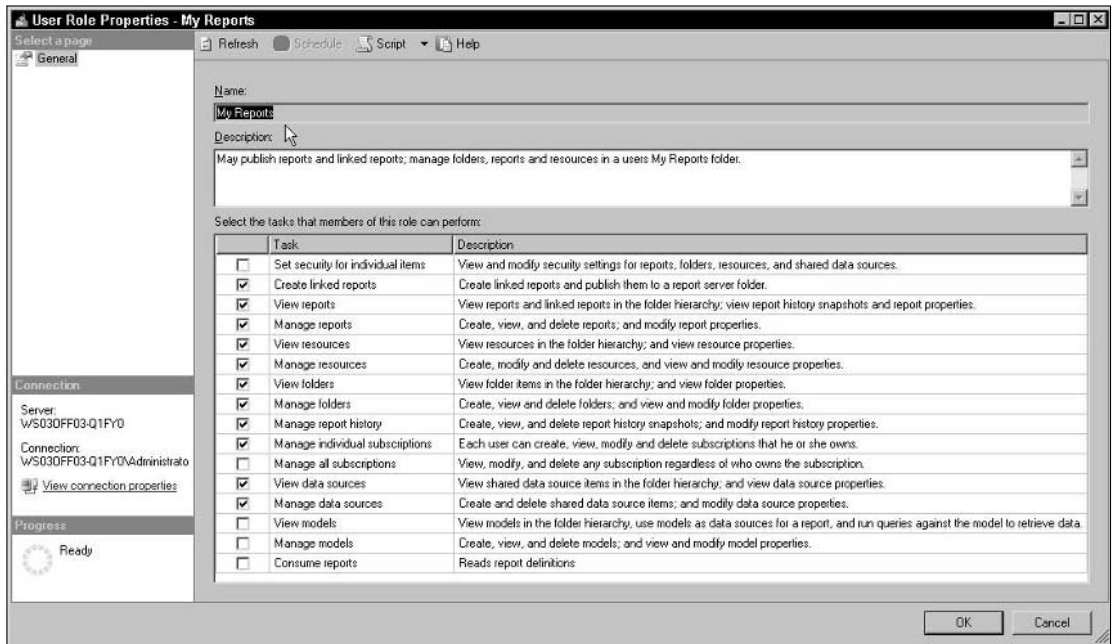 User Role Properties - My Reports
Select a page
General
Refresh Schedule Script Help
Name:
My Reports
Description:
May publish reports and linked reports; manage folders, reports and resources in a users My Reports folder.
Select the tasks that members of this role can perform:
Task Description
Set security for individual items View and modify security settings for reports, folders, resources, and shared data sources.
Create linked reports Create linked reports and publish them to a report server folder.
View reports View reports and linked reports in the folder hierarchy; view report history snapshots and report properties.
Manage reports Create, view, and delete reports; and modify report properties.
View resources View resources in the folder hierarchy; and view resource properties.
Manage resources Create, modify and delete resources, and view and modify resource properties.
View folders View folder items in the folder hierarchy; and view folder properties.
Manage folders Create, view and delete folders; and view and modify folder properties.
Manage report history Create, view, and delete report history snapshots; and modify report history properties.
Manage individual subscriptions Each user can create, view, modify and delete subscriptions that he or she owns.
Manage all subscriptions View, modify, and delete any subscription regardless of who owns the subscription.
View data sources View shared data source items in the folder hierarchy; and view data source properties.
Manage data sources Create and delete shared data source items; and modify data source properties.
View models View models in the folder hierarchy, use models as data sources for a report, and run queries against the model to retrieve data.
Manage models Create, view, and delete models; and view and modify model properties.
Consume reports Reads report definitions
Connection
Server:
WS03OFF03-Q1FY0
Connection:
WS03OFF03-Q1FY0\Administrato
View connection properties
Progress
Ready
OK Cancel